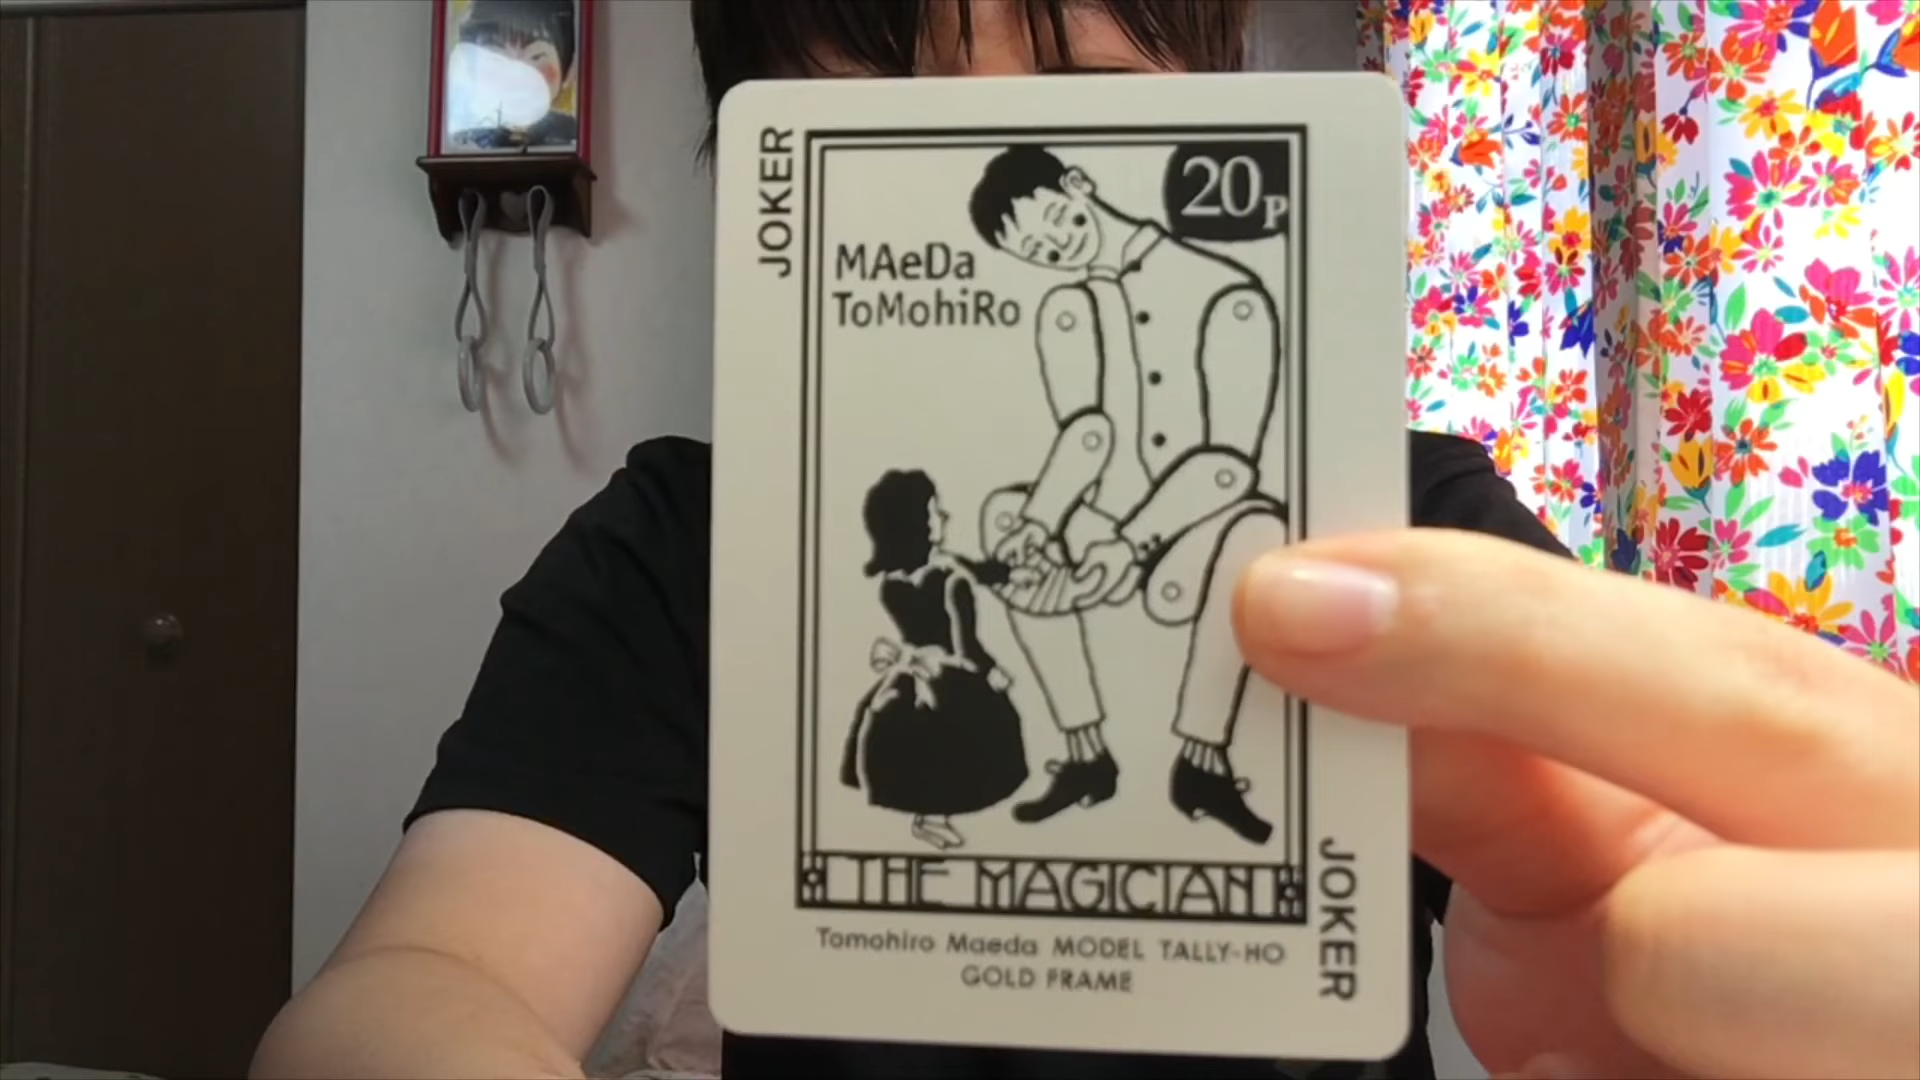 JOKER
20P
MAeDa
ToMohiRo
THE MAGICIAN
Tomohiro Maeda MODEL TALLY-HO
GOLD FRAME
JOKER